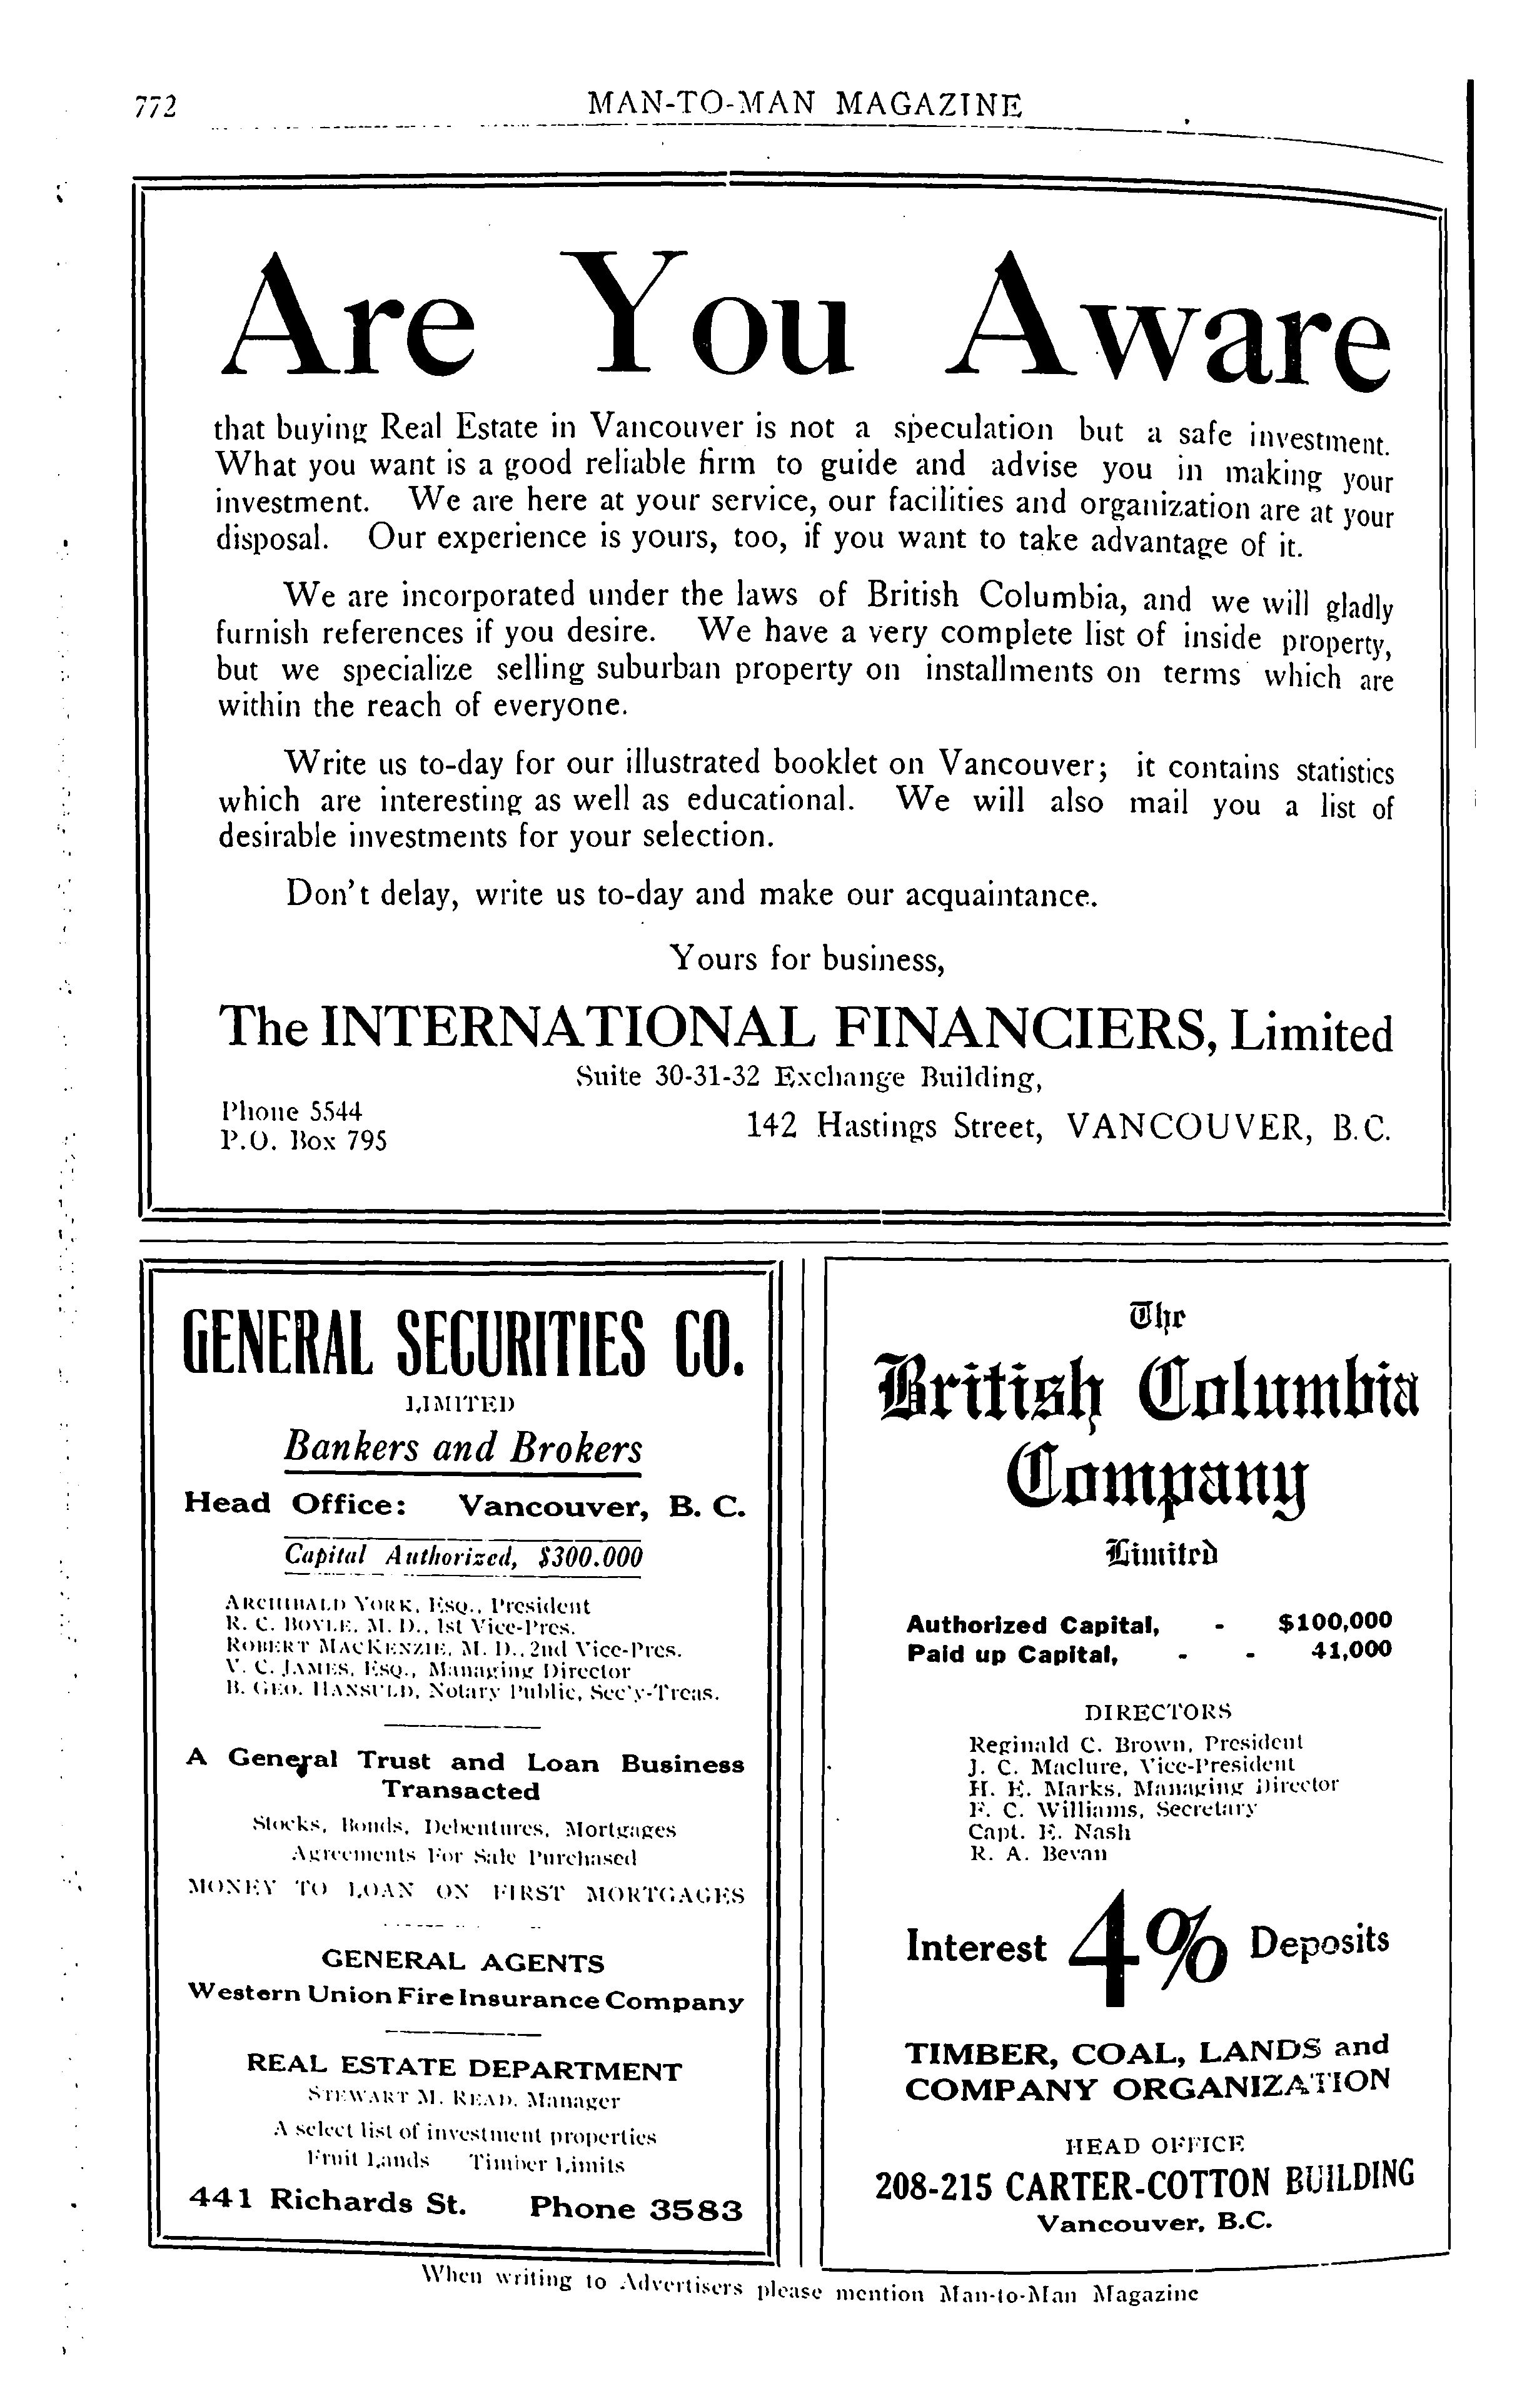 772 MAN-TO-MAN MAGAZINE
Are You Aware
that buying Real Estate in Vancouver is not a speculation but a safe investment.
What you want is a good reliable firm to guide and advise you in making your
investment. We are here at your service, our facilities and organization are at your
disposal. Our experience is yours, too, if you want to take advantage of it.
We are incorporated under the laws of British Columbia, and we will gladly
furnish references if you desire. We have a very complete list of inside property,
but we specialize selling suburban property on installments on terms which are
within the reach of everyone.
Write us to-day for our illustrated booklet on Vancouver; it contains statistics
which are interesting as well as educational. We will also mail you a list of
desirable investments for your selection.
Don't delay, write us to-day and make our acquaintance.
Yours for business,
The INTERNATIONAL FINANCIERS, Limited
Suite 30-31-32 Exchange Building,
Phone 5544
P.O. Box 795
142 Hastings Street, VANCOUVER, B.C.
GENERAL SECURITIES CO.
LIMITED
Bankers and Brokers
Head Office: Vancouver, B. C.
Capital Authorized, $300.000
ARCHIBALD YORK, ESQ., President
R. C. BOYLE, M. D., 1st Vice-Pres.
ROBERT MACKENZIE, M. D., 2nd Vice-Pres.
V. C. JAMES, ESQ., Managing Director
B. GEO. HANSULD, Notary Public, Sec'y-Treas.
A General Trust and Loan Business
Transacted
Stocks, Bonds, Debentures, Mortgages
Agreements For Sale Purchased
MONEY TO LOAN ON FIRST MORTGAGES
GENERAL AGENTS
Western Union Fire Insurance Company
REAL ESTATE DEPARTMENT
STEWART M. READ, Manager
A select list of investment properties
Fruit Lands Timber Limits
441 Richards St. Phone 3583
The
British Columbia
Company
Limited
Authorized Capital, - $100,000
Paid up Capital, - - 41,000
DIRECTORS
Reginald C. Brown, President
J. C. Maclure, Vice-President
H. E. Marks, Managing Director
F. C. Williams, Secretary
Capt. E. Nash
R. A. Bevan
Interest 4% Deposits
TIMBER, COAL, LANDS and
COMPANY ORGANIZATION
HEAD OFFICE
208-215 CARTER-COTTON BUILDING
Vancouver, B.C.
When writing to Advertisers please mention Man-to-Man Magazine